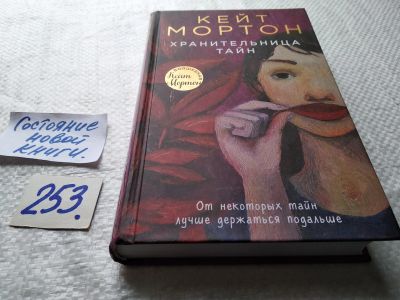 КЕЙТ
МОРТОН
ХРАНИТЕЛЬНИЦА
ТАЙН
Кейт
Мортон
От некоторых тайн
лучше держаться подальше
Состояние
новой
книги.
253.